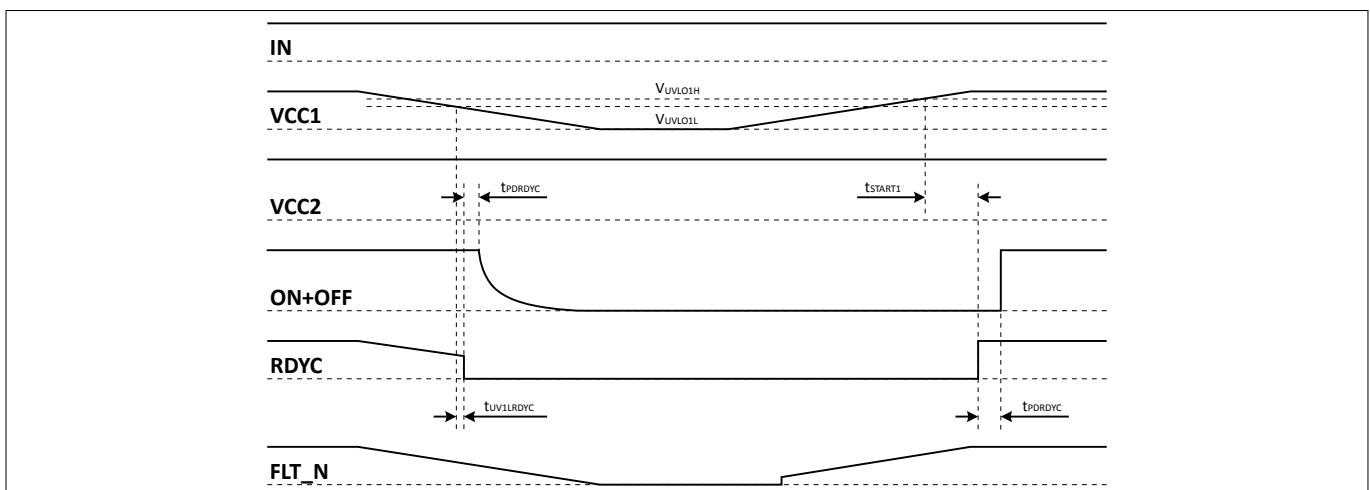 IN
VUVLO1H
VCC1
VUVLO1L
tPDRDYC
tSTART1
VCC2
ON+OFF
RDYC
tUV1LRDYC
tPDRDYC
FLT_N